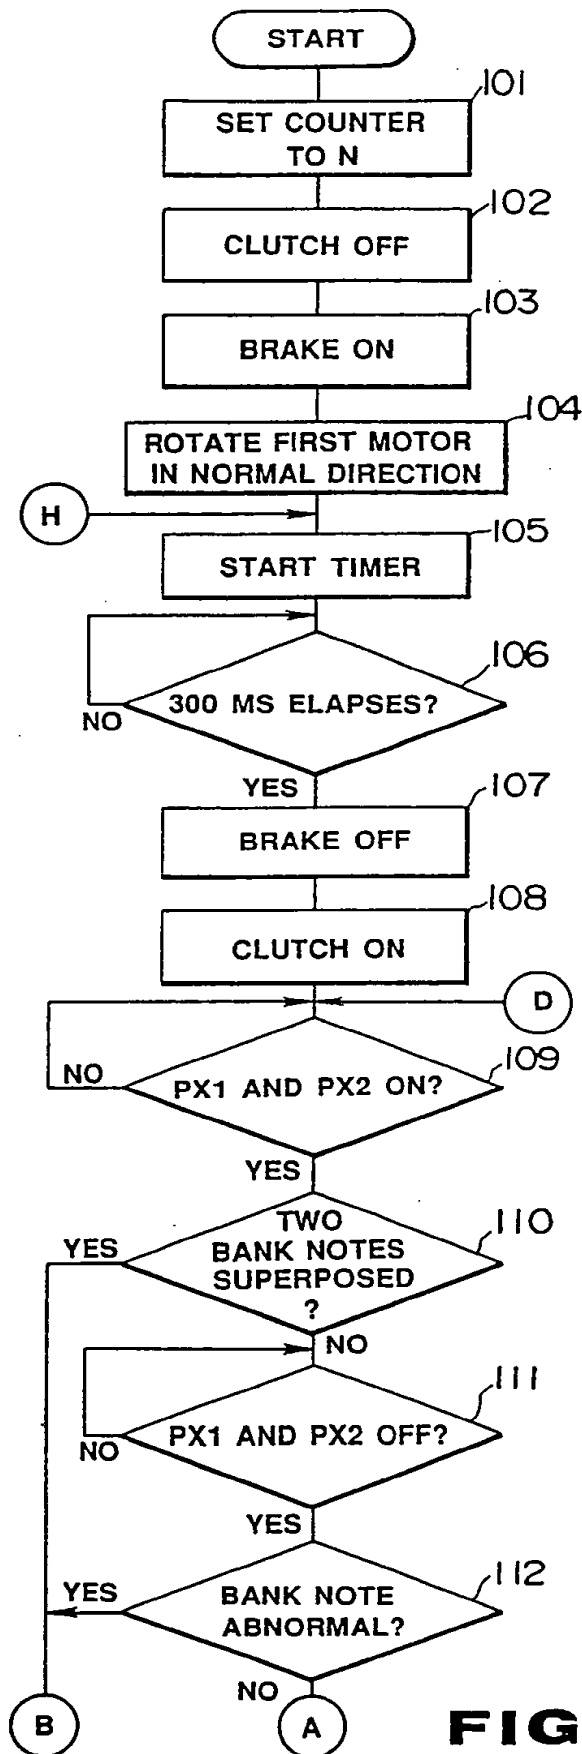 START
101
SET COUNTER
TO N
102
CLUTCH OFF
103
BRAKE ON
104
ROTATE FIRST MOTOR
IN NORMAL DIRECTION
H
105
START TIMER
106
300 MS ELAPSES?
NO
YES
107
BRAKE OFF
108
CLUTCH ON
D
109
PX1 AND PX2 ON?
NO
YES
110
TWO
BANK NOTES
SUPERPOSED
?
YES
NO
111
PX1 AND PX2 OFF?
NO
YES
112
BANK NOTE
ABNORMAL?
YES
NO
B
A
FIG